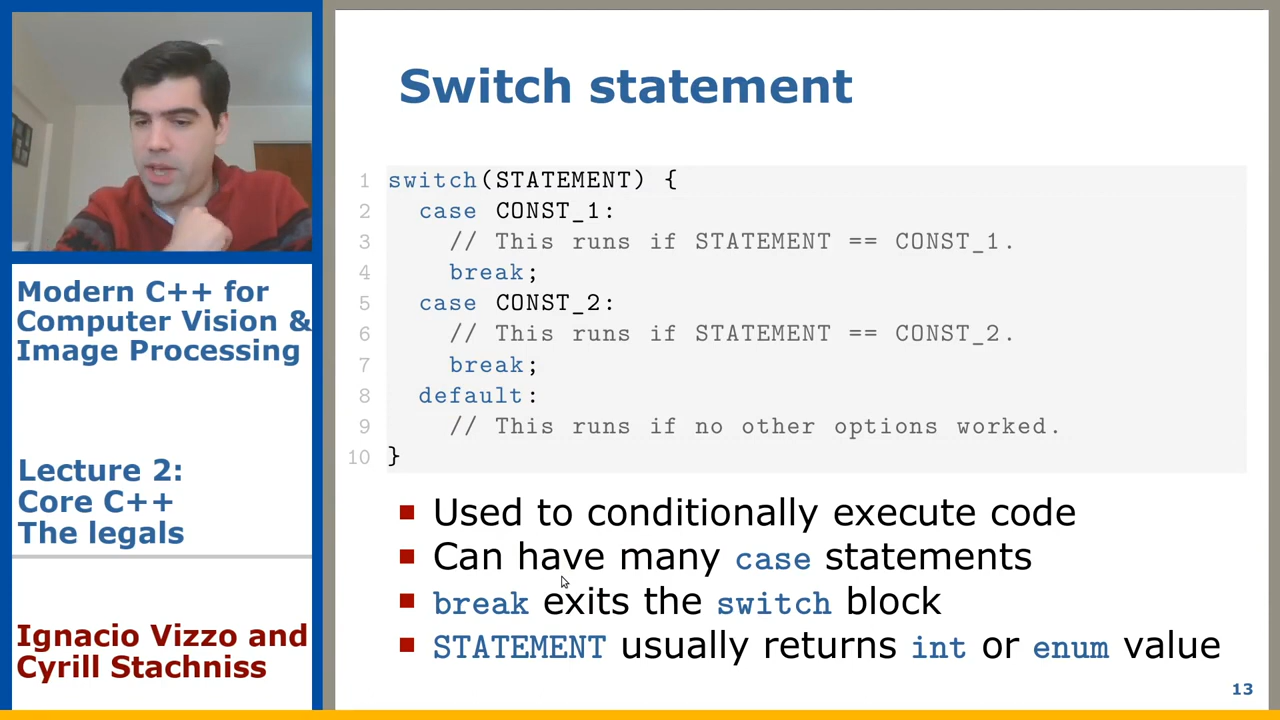 Modern C++ for
Computer Vision &
Image Processing
Lecture 2:
Core C++
The legals
Ignacio Vizzo and
Cyrill Stachniss
Switch statement
1 switch(STATEMENT) {
2   case CONST_1:
3     // This runs if STATEMENT == CONST_1.
4     break;
5   case CONST_2:
6     // This runs if STATEMENT == CONST_2.
7     break;
8   default:
9     // This runs if no other options worked.
10 }
Used to conditionally execute code
Can have many case statements
break exits the switch block
STATEMENT usually returns int or enum value
13